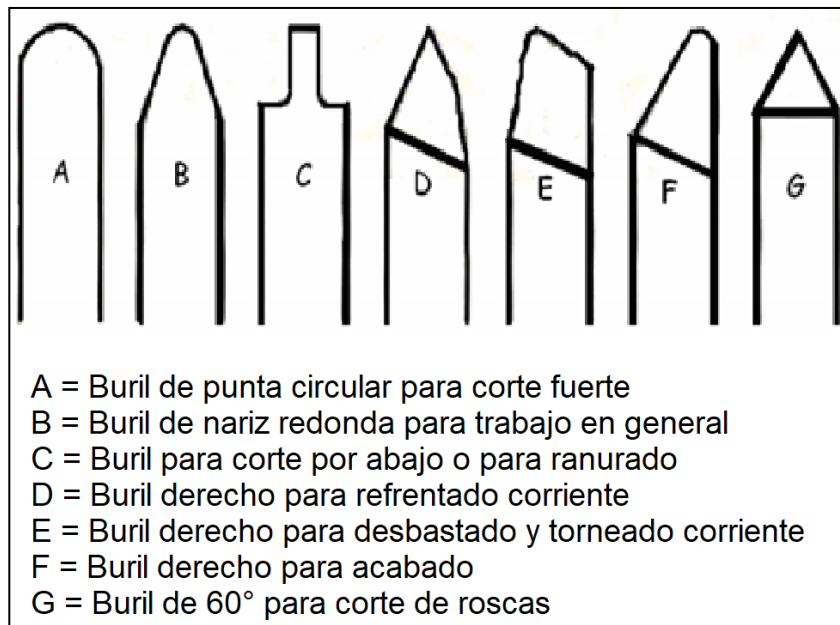 A B C D E F G
A = Buril de punta circular para corte fuerte
B = Buril de nariz redonda para trabajo en general
C = Buril para corte por abajo o para ranurado
D = Buril derecho para refrentado corriente
E = Buril derecho para desbastado y torneado corriente
F = Buril derecho para acabado
G = Buril de 60° para corte de roscas